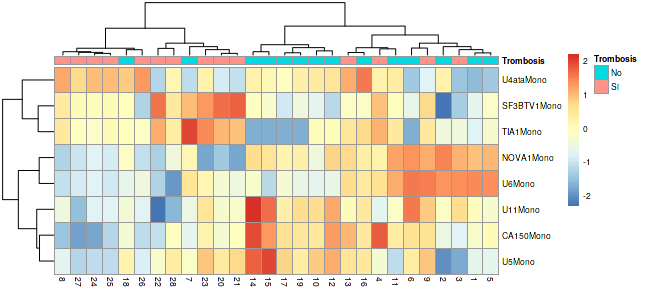 Trombosis
U4ataMono
SF3BTV1Mono
TIA1Mono
NOVA1Mono
U6Mono
U11Mono
CA150Mono
U5Mono
8 27 24 25 18 26 22 28 7 23 20 21 14 15 17 19 10 12 13 16 4 11 6 9 2 3 1 5
2
1
0
-1
-2
Trombosis
No
SI